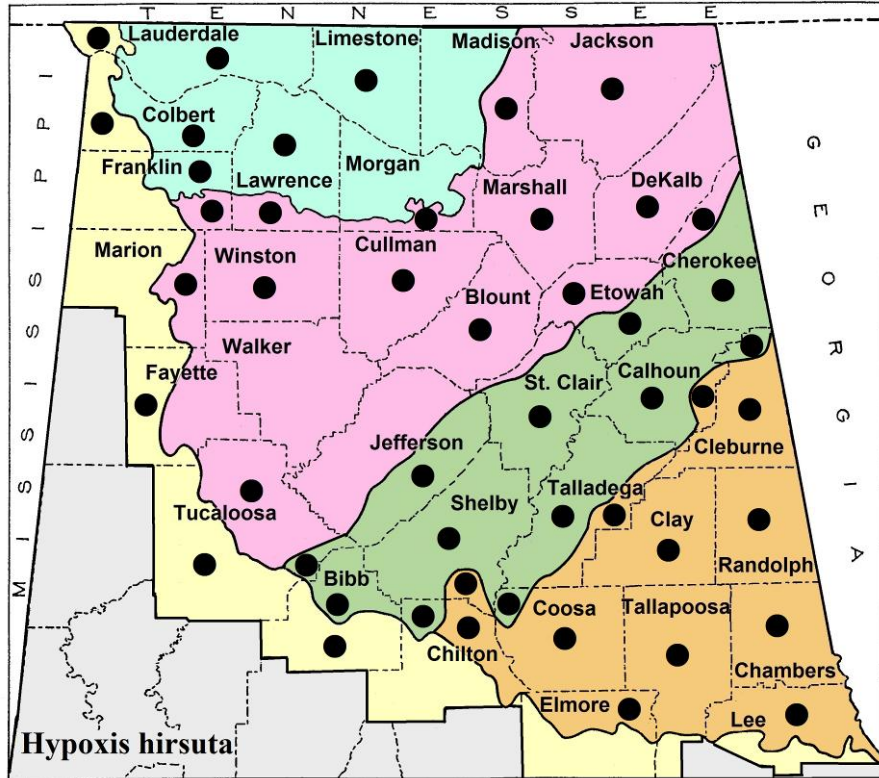 TENNESSEE
Lauderdale
Limestone
Madison
Jackson
Colbert
Franklin
Lawrence
Morgan
Marshall
DeKalb
Marion
Winston
Cullman
Cherokee
Blount
Etowah
Walker
Fayette
St. Clair
Calhoun
Jefferson
Cleburne
Tucaloosa
Shelby
Talladega
Clay
Bibb
Randolph
Coosa
Tallapoosa
Chilton
Chambers
Elmore
Lee
MISSISSIPPI
GEORGIA
Hypoxis hirsuta